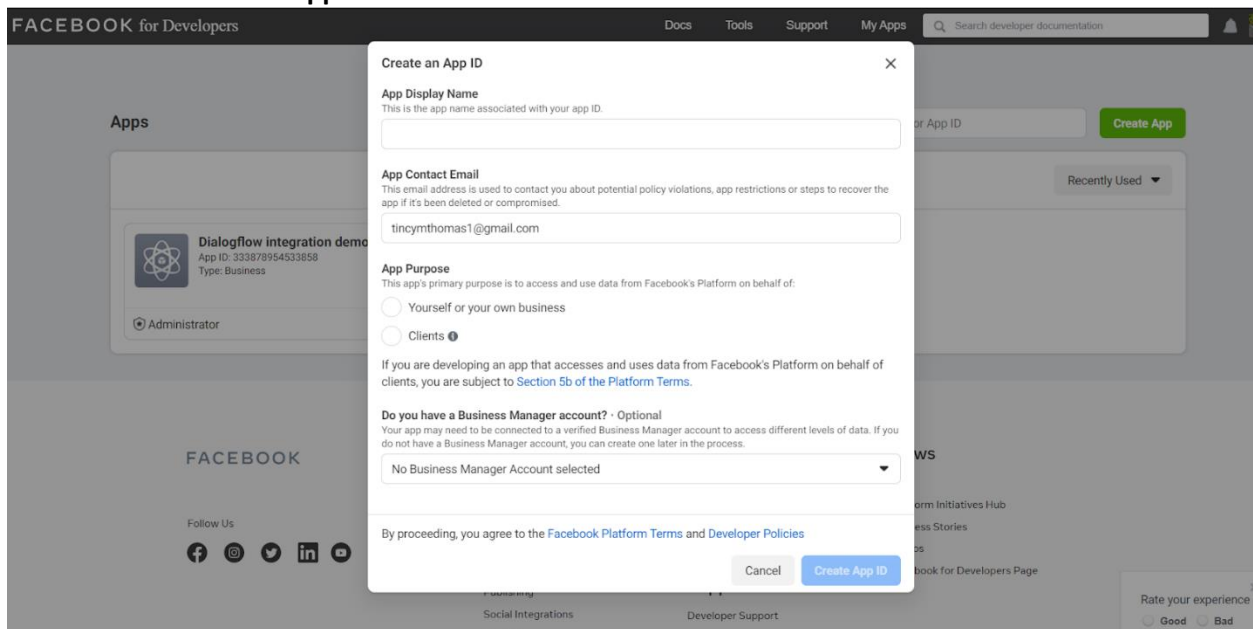 App
FACEBOOK for Developers
Docs Tools Support My Apps Search developer documentation
Create an App ID
App Display Name
This is the app name associated with your app ID.
Apps
or App ID
Create App
App Contact Email
This email address is used to contact you about potential policy violations, app restrictions or steps to recover the
app if it's been deleted or compromised.
Recently Used
tincymthomas1@gmail.com
Dialogflow integration demo
App ID: 333878954533858
Type: Business
Administrator
App Purpose
This app's primary purpose is to access and use data from Facebook's Platform on behalf of:
Yourself or your own business
Clients
If you are developing an app that accesses and uses data from Facebook's Platform on behalf of
clients, you are subject to Section 5b of the Platform Terms.
Do you have a Business Manager account? · Optional
Your app may need to be connected to a verified Business Manager account to access different levels of data. If you
do not have a Business Manager account, you can create one later in the process.
No Business Manager Account selected
By proceeding, you agree to the Facebook Platform Terms and Developer Policies
Cancel Create App ID
FACEBOOK
Follow Us
ws
orm Initiatives Hub
ess Stories
os
book for Developers Page
Publishing
Social Integrations
Developer Support
Rate your experience
Good Bad